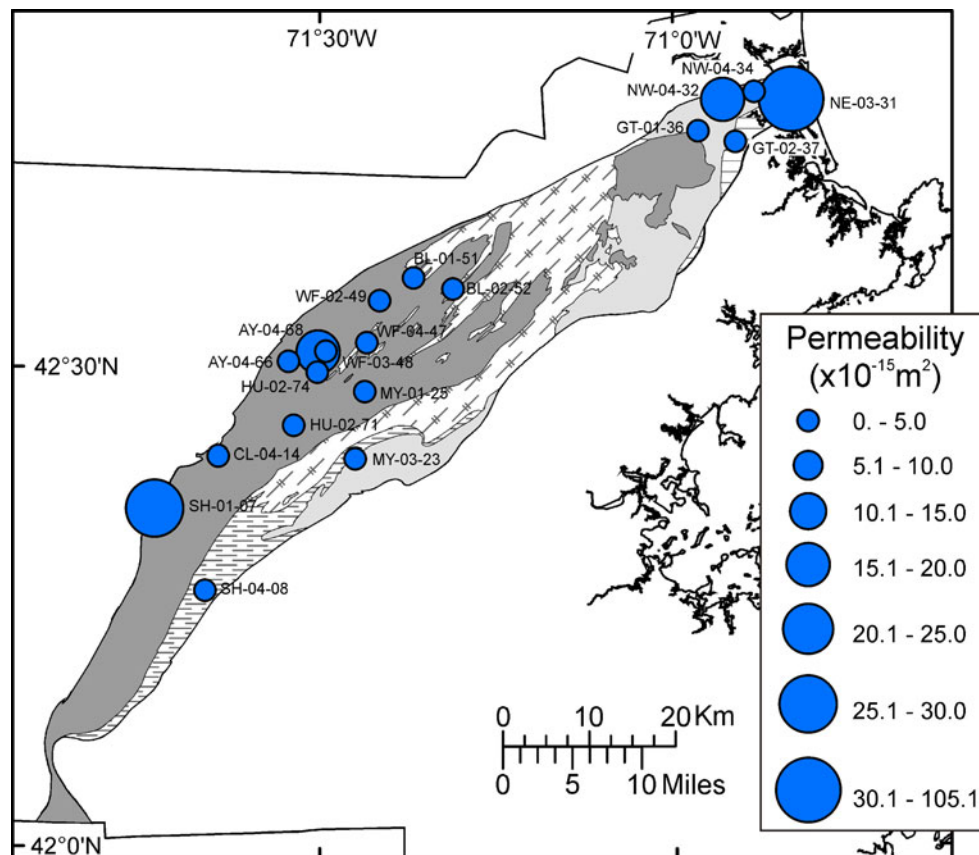 71°30'W
71°0'W
NW-04-34
NW-04-32
NE-03-31
GT-01-36
GT-02-37
BL-01-51
BL-02-52
WF-02-49
AY-04-68
WF-04-47
42°30'N
AY-04-66
WF-03-48
HU-02-74
MY-01-25
HU-02-71
CL-04-14
MY-03-23
SH-01-07
SH-04-08
Permeability
(x10⁻¹⁵m²)
0. - 5.0
5.1 - 10.0
10.1 - 15.0
15.1 - 20.0
20.1 - 25.0
25.1 - 30.0
30.1 - 105.1
0 10 20 Km
0 5 10 Miles
42°0'N